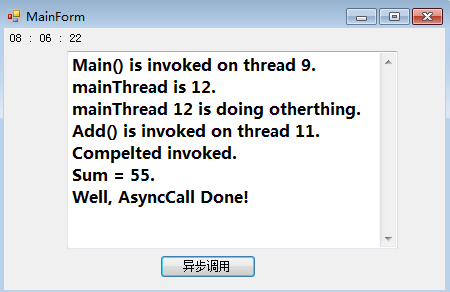 MainForm
08 : 06 : 22
Main() is invoked on thread 9.
mainThread is 12.
mainThread 12 is doing otherthing.
Add() is invoked on thread 11.
Compelted invoked.
Sum = 55.
Well, AsyncCall Done!
异步调用